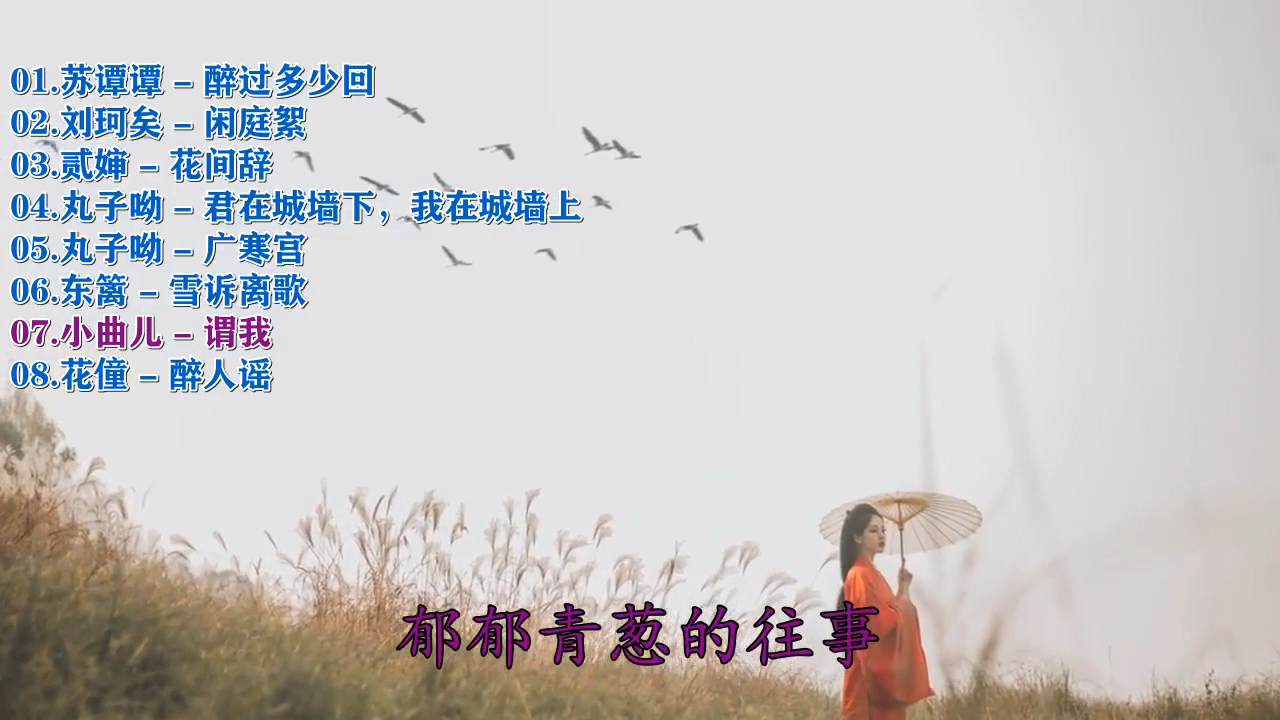 01.苏谭谭 – 醉过多少回
02.刘珂矣 – 闲庭絮
03.贰婶 – 花间辞
04.丸子呦 – 君在城墙下，我在城墙上
05.丸子呦 – 广寒宫
06.东篱 – 雪诉离歌
07.小曲儿 – 谓我
08.花僮 – 醉人谣
郁郁青葱的往事